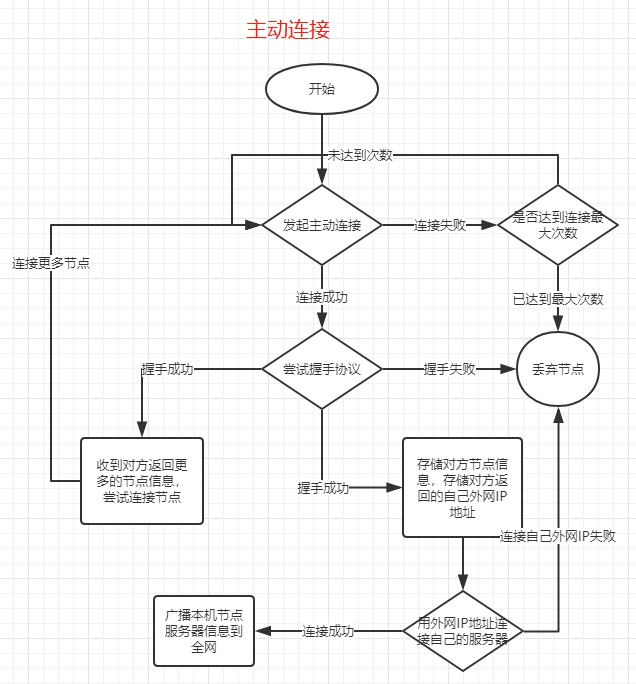 主动连接
开始
未达到次数
发起主动连接
连接失败
是否达到连接最
大次数
连接更多节点
连接成功
已达到最大次数
握手成功
尝试握手协议
握手失败
丢弃节点
收到对方返回更
多的节点信息,
尝试连接节点
握手成功
存储对方节点信
息，存储对方返
回的自己外网IP
地址
连接自己外网IP失败
广播本机节点
服务器信息到
全网
连接成功
用外网IP地址连
接自己的服务器